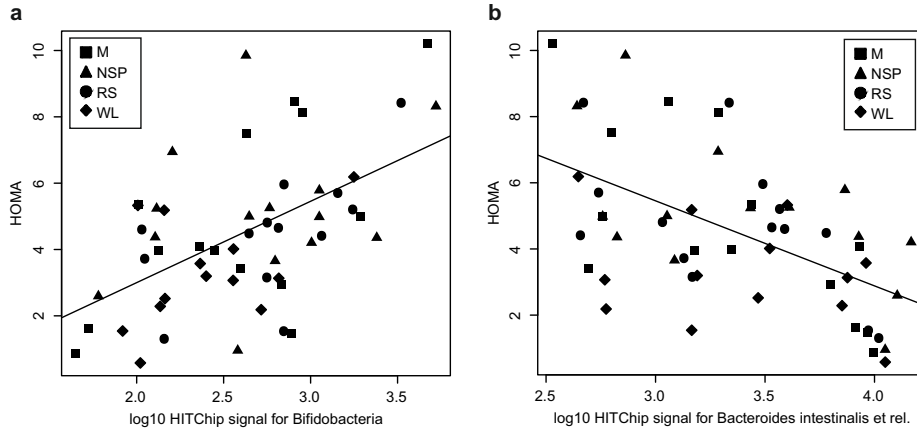 a
10
8
6
4
2
HOMA
M
NSP
RS
WL
2.0 2.5 3.0 3.5
log10 HITChip signal for Bifidobacteria
b
10
8
6
4
2
HOMA
M
NSP
RS
WL
2.5 3.0 3.5 4.0
log10 HITChip signal for Bacteroides intestinalis et rel.